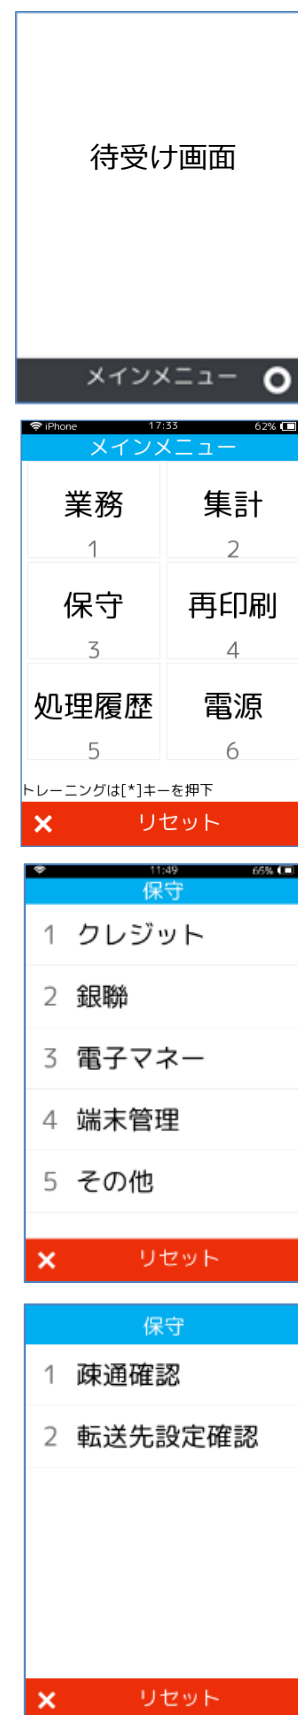 待受け画面
メインメニュー
iPhone 17:33 62%
メインメニュー
業務 集計
1 2
保守 再印刷
3 4
処理履歴 電源
5 6
トレーニングは[*]キーを押下
× リセット
11:49 65%
保守
1 クレジット
2 銀聯
3 電子マネー
4 端末管理
5 その他
× リセット
保守
1 疎通確認
2 転送先設定確認
× リセット